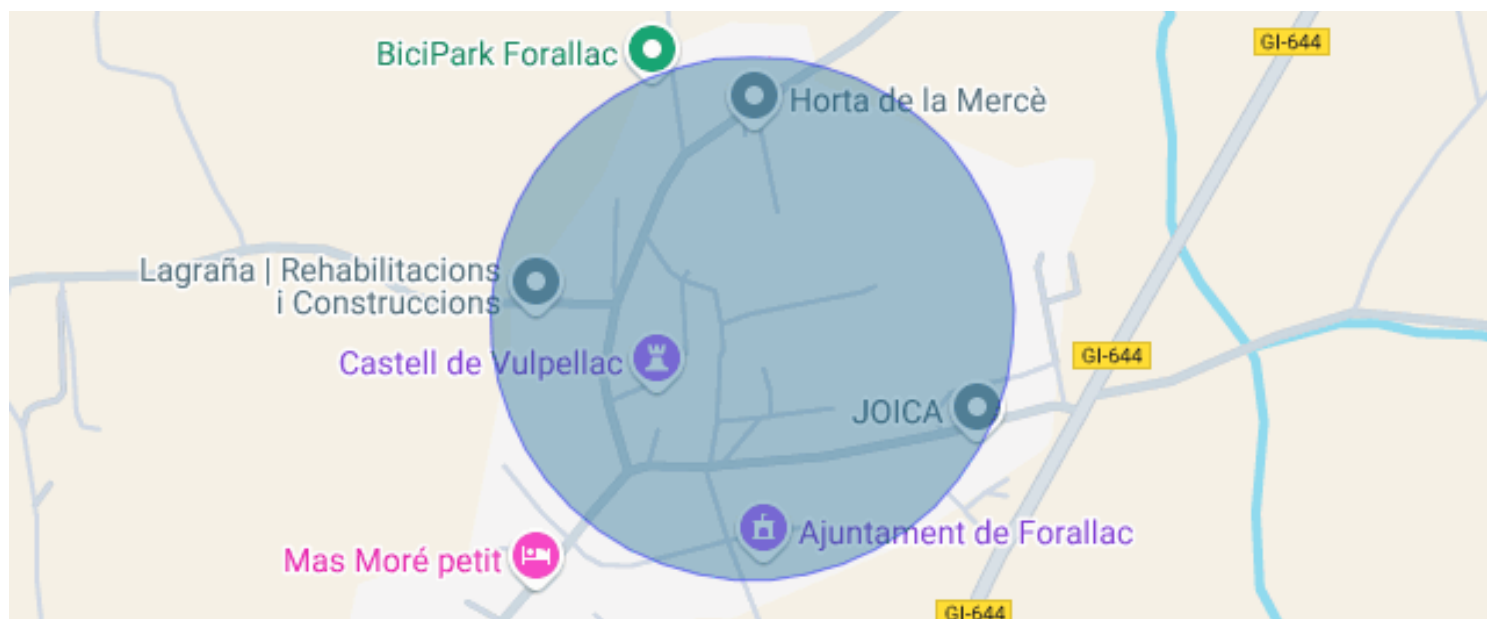 GI-644
BiciPark Forallac
Horta de la Mercè
Lagraña | Rehabilitacions
i Construccions
GI-644
Castell de Vulpellac
JOICA
Ajuntament de Forallac
Mas Moré petit
GI-644